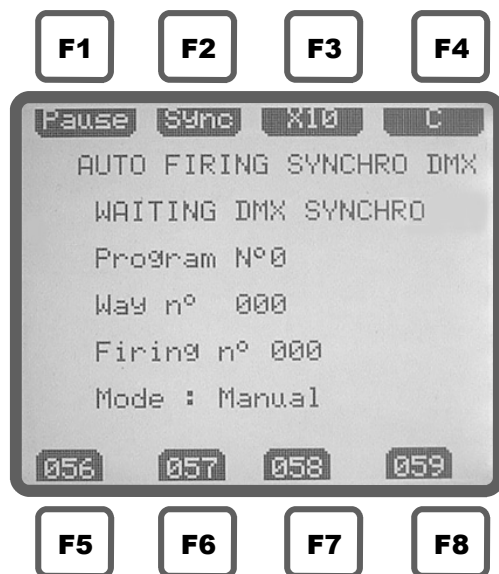 F1 F2 F3 F4
Pause Sync X10 C
AUTO FIRING SYNCHRO DMX
WAITING DMX SYNCHRO
Program N°0
Way n° 000
Firing n° 000
Mode : Manual
056 057 058 059
F5 F6 F7 F8